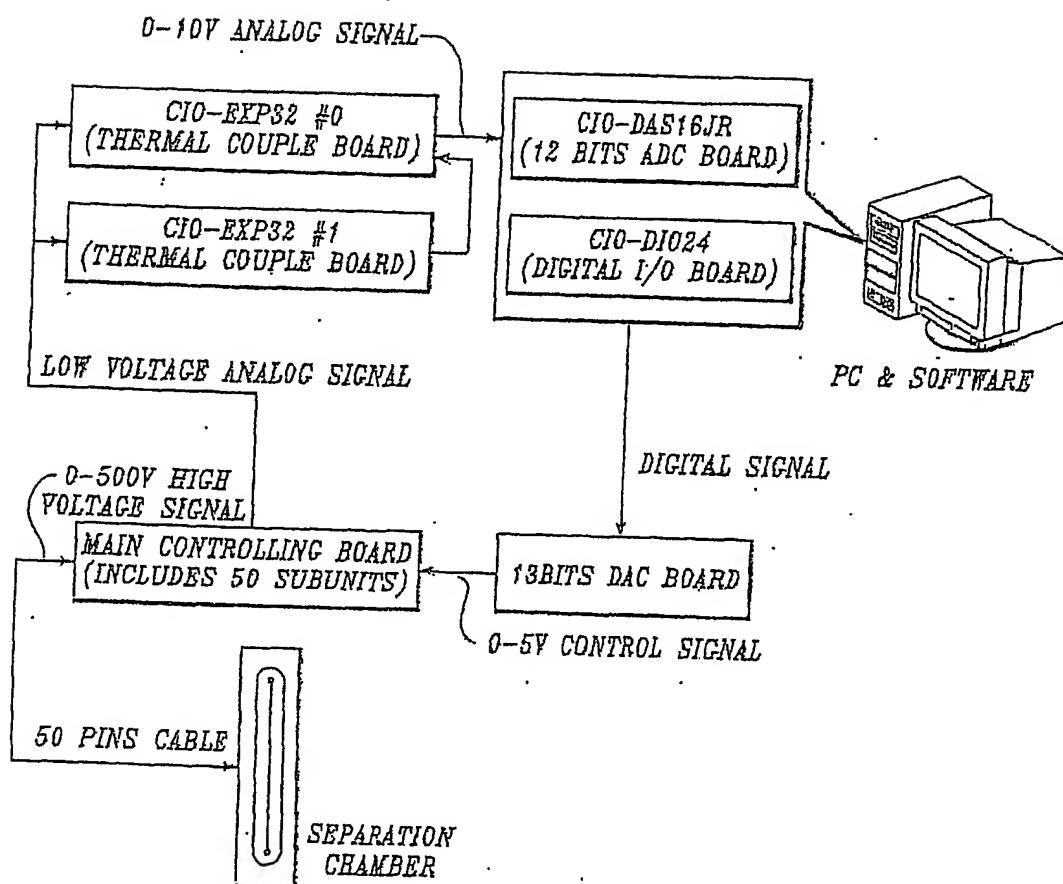 0-10V ANALOG SIGNAL
CIO-EXP32 #0
(THERMAL COUPLE BOARD)
CIO-DAS16JR
(12 BITS ADC BOARD)
CIO-EXP32 #1
(THERMAL COUPLE BOARD)
CIO-DIO24
(DIGITAL I/O BOARD)
LOW VOLTAGE ANALOG SIGNAL
PC & SOFTWARE
0-500V HIGH
VOLTAGE SIGNAL
DIGITAL SIGNAL
MAIN CONTROLLING BOARD
(INCLUDES 50 SUBUNITS)
13BITS DAC BOARD
0-5V CONTROL SIGNAL
50 PINS CABLE
SEPARATION
CHAMBER